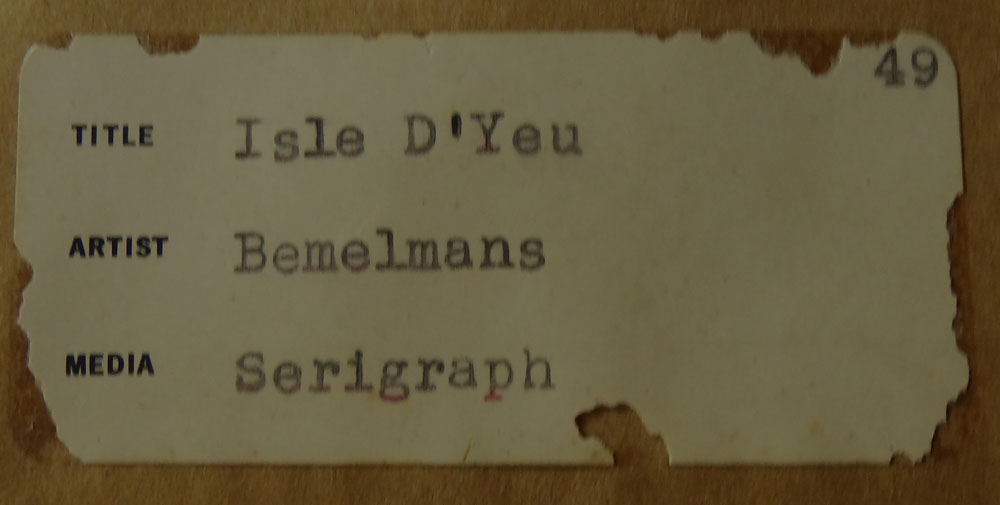 49
TITLE Isle D'Yeu
ARTIST Bemelmans
MEDIA Serigraph